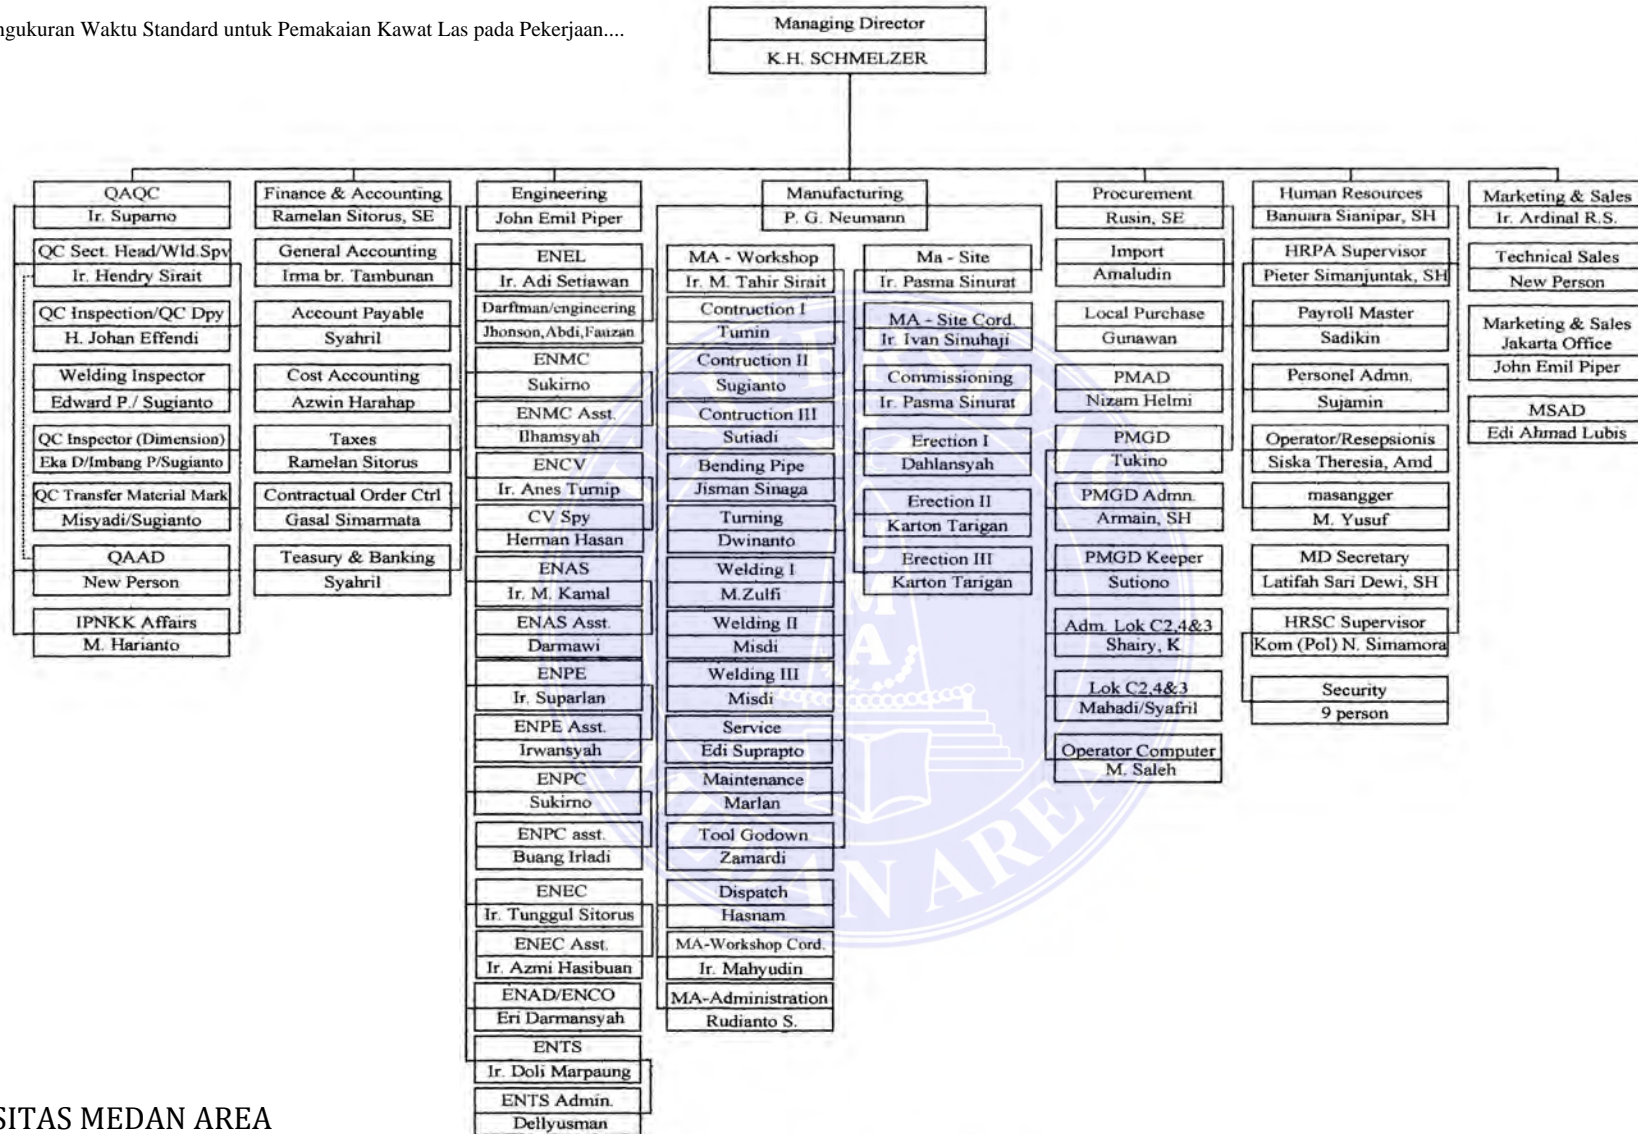 ngukuran Waktu Standard untuk Pemakaian Kawat Las pada Pekerjaan....
Managing Director
K.H. SCHMELZER
QAQC
Ir. Suparno
QC Sect. Head/Wld.Spv
Ir. Hendry Sirait
QC Inspection/QC Dpy
H. Johan Effendi
Welding Inspector
Edward P./ Sugianto
QC Inspector (Dimension)
Eka D/Imbang P/Sugianto
QC Transfer Material Mark
Misyadi/Sugianto
QAAD
New Person
IPNKK Affairs
M. Harianto
Finance & Accounting
Ramelan Sitorus, SE
General Accounting
Irma br. Tambunan
Account Payable
Syahril
Cost Accounting
Azwin Harahap
Taxes
Ramelan Sitorus
Contractual Order Ctrl
Gasal Simarmata
Teasury & Banking
Syahril
Engineering
John Emil Piper
ENEL
Ir. Adi Setiawan
Darftman/engineering
Jhonson,Abdi,Fauzan
ENMC
Sukirno
ENMC Asst.
Ilhamsyah
ENCV
Ir. Anes Turnip
CV Spy
Herman Hasan
ENAS
Ir. M. Kamal
ENAS Asst.
Darmawi
ENPE
Ir. Suparlan
ENPE Asst.
Irwansyah
ENPC
Sukirno
ENPC asst.
Buang Irladi
ENEC
Ir. Tunggul Sitorus
ENEC Asst.
Ir. Azmi Hasibuan
ENAD/ENCO
Eri Darmansyah
ENTS
Ir. Doli Marpaung
ENTS Admin.
Dellyusman
Manufacturing
P. G. Neumann
MA - Workshop
Ir. M. Tahir Sirait
Contruction I
Tumin
Contruction II
Sugianto
Contruction III
Sutiadi
Bending Pipe
Jisman Sinaga
Turning
Dwinanto
Welding I
M.Zulfi
Welding II
Misdi
Welding III
Misdi
Service
Edi Suprapto
Maintenance
Marlan
Tool Godown
Zamardi
Dispatch
Hasnam
MA-Workshop Cord.
Ir. Mahyudin
MA-Administration
Rudianto S.
Ma - Site
Ir. Pasma Sinurat
MA - Site Cord.
Ir. Ivan Sinuhaji
Commissioning
Ir. Pasma Sinurat
Erection I
Dahlansyah
Erection II
Karton Tarigan
Erection III
Karton Tarigan
Procurement
Rusin, SE
Import
Amaludin
Local Purchase
Gunawan
PMAD
Nizam Helmi
PMGD
Tukino
PMGD Admn.
Armain, SH
PMGD Keeper
Sutiono
Adm. Lok C2,4&3
Shairy, K
Lok C2,4&3
Mahadi/Syafril
Operator Computer
M. Saleh
Human Resources
Banuara Sianipar, SH
HRPA Supervisor
Pieter Simanjuntak, SH
Payroll Master
Sadikin
Personel Admn.
Sujamin
Operator/Resepsionis
Siska Theresia, Amd
masangger
M. Yusuf
MD Secretary
Latifah Sari Dewi, SH
HRSC Supervisor
Kom (Pol) N. Simamora
Security
9 person
Marketing & Sales
Ir. Ardinal R.S.
Technical Sales
New Person
Marketing & Sales
Jakarta Office
John Emil Piper
MSAD
Edi Ahmad Lubis
UNIVERSITAS
MEDAN AREA
U
M
A
SITAS MEDAN AREA